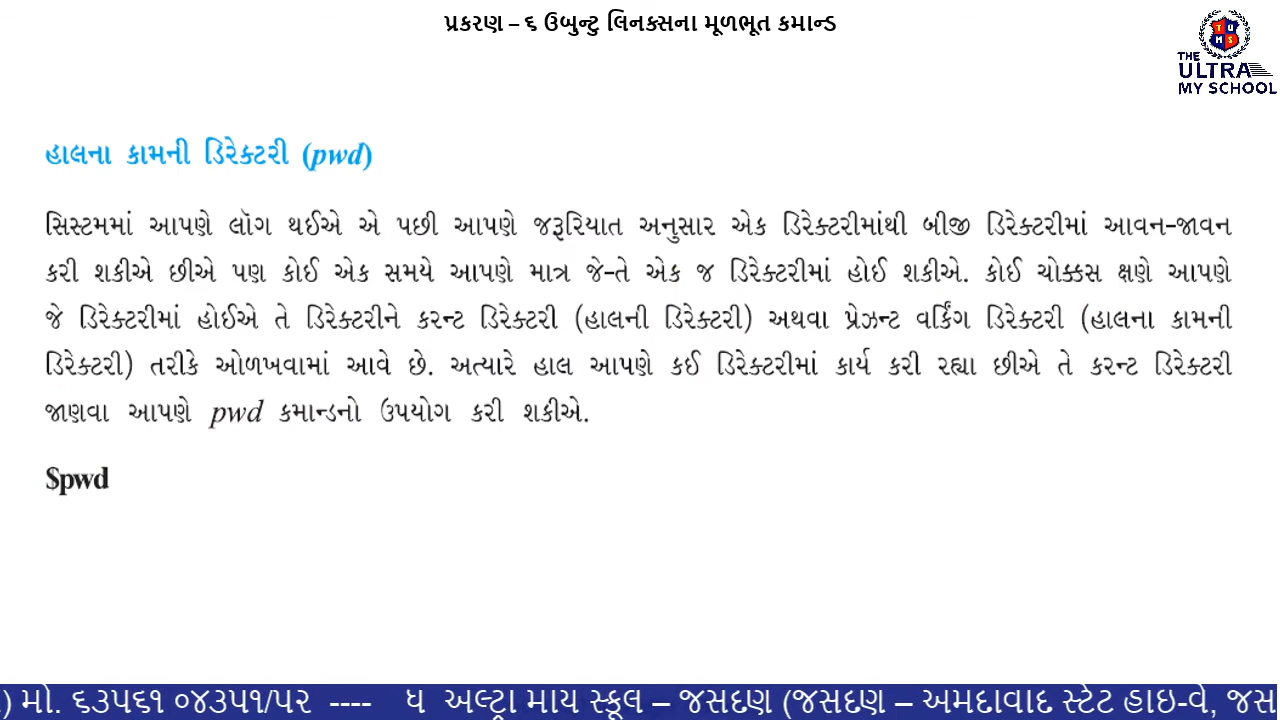 પ્રકરણ – ૬ ઉબુન્ટુ લિનક્સના મૂળભૂત કમાન્ડ
TUMS
THE
ULTRA
MY SCHOOL
હાલના કામની ડિરેક્ટરી (pwd)
સિસ્ટમમાં આપણે લૉગ થઈએ એ પછી આપણે જરૂરિયાત અનુસાર એક ડિરેક્ટરીમાંથી બીજી ડિરેક્ટરીમાં આવન-જાવન
કરી શકીએ છીએ પણ કોઈ એક સમયે આપણે માત્ર જે-તે એક જ ડિરેક્ટરીમાં હોઈ શકીએ. કોઈ ચોક્કસ ક્ષણે આપણે
જે ડિરેક્ટરીમાં હોઈએ તે ડિરેક્ટરીને કરન્ટ ડિરેક્ટરી (હાલની ડિરેક્ટરી) અથવા પ્રેઝન્ટ વર્કિંગ ડિરેક્ટરી (હાલના કામની
ડિરેક્ટરી) તરીકે ઓળખવામાં આવે છે. અત્યારે હાલ આપણે કઈ ડિરેક્ટરીમાં કાર્ય કરી રહ્યા છીએ તે કરન્ટ ડિરેક્ટરી
જાણવા આપણે pwd કમાન્ડનો ઉપયોગ કરી શકીએ.
$pwd
) મો. ૬૩૫૬૧ ૦૪૩૫૧/૫૨ ---- ધ અલ્ટ્રા માય સ્કૂલ – જસદણ (જસદણ – અમદાવાદ સ્ટેટ હાઇ-વે, જસ